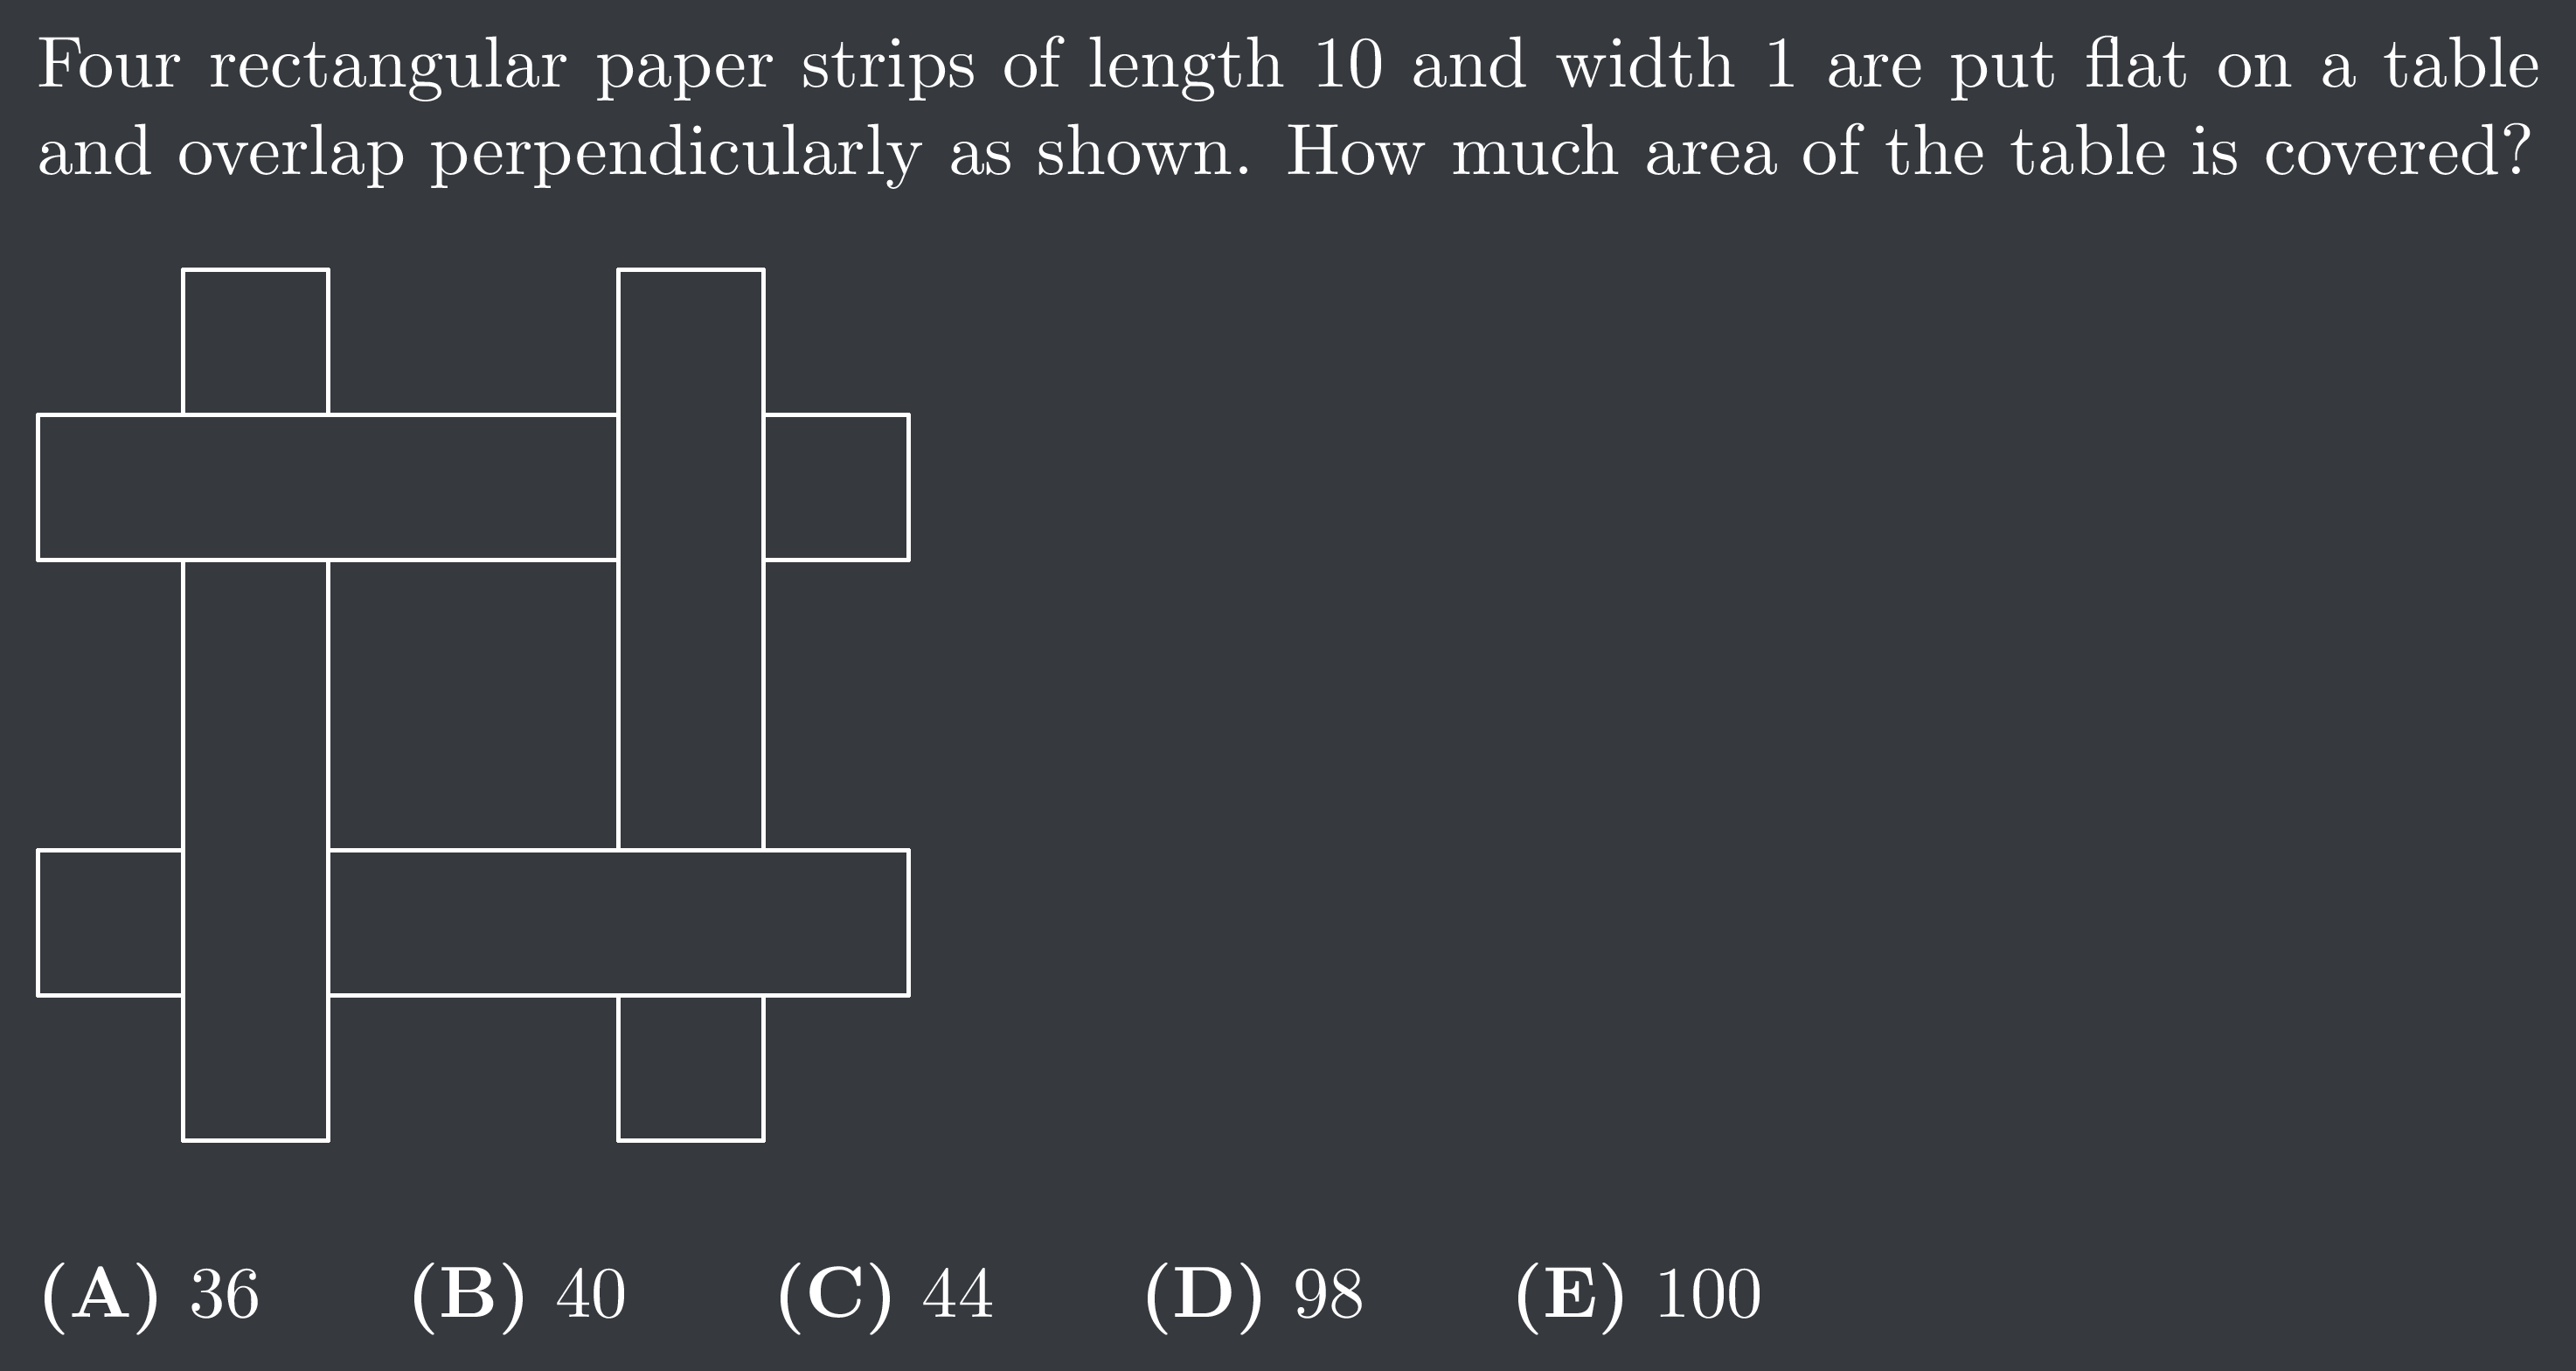 Four rectangular paper strips of length 10 and width 1 are put flat on a table
and overlap perpendicularly as shown. How much area of the table is covered?
(A) 36 (B) 40 (C) 44 (D) 98 (E) 100